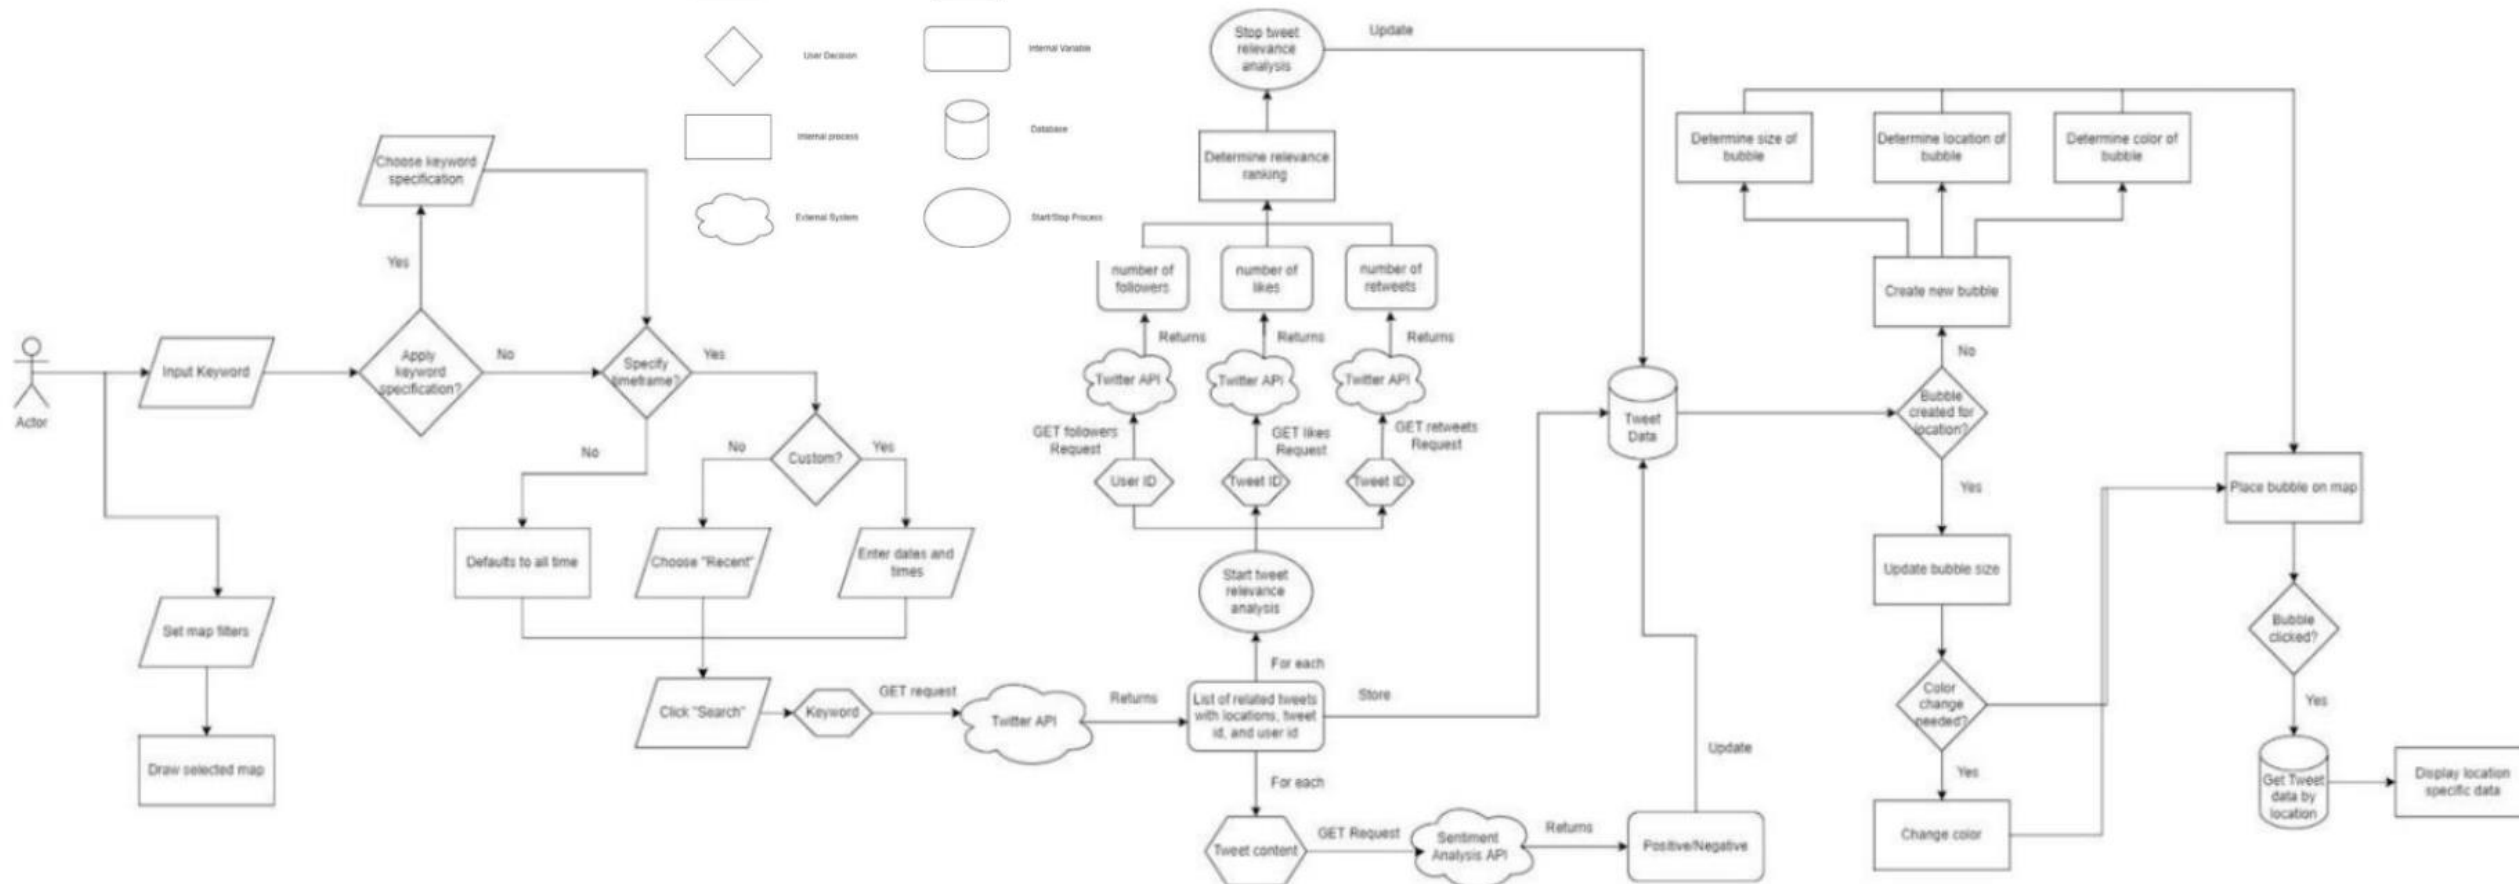 User Decision
Internal Variable
Internal process
Database
External System
Start/Stop Process
Actor
Input Keyword
Apply
keyword
specification?
Yes
Choose keyword
specification
No
Specify
timeframe?
Yes
No
Custom?
No
Yes
Defaults to all time
Choose "Recent"
Enter dates and
times
Set map filters
Draw selected map
Click "Search"
Keyword
GET request
Twitter API
Returns
List of related tweets
with locations, tweet
id, and user id
For each
Start tweet
relevance
analysis
User ID
Tweet ID
Tweet ID
GET followers
Request
GET likes
Request
GET retweets
Request
Twitter API
Twitter API
Twitter API
Returns
Returns
Returns
number of
followers
number of
likes
number of
retweets
Determine relevance
ranking
Stop tweet
relevance
analysis
Update
Store
For each
Tweet content
GET Request
Sentiment
Analysis API
Returns
Positive/Negative
Update
Tweet
Data
Bubble
created for
location?
No
Create new bubble
Determine size of
bubble
Determine location of
bubble
Determine color of
bubble
Yes
Update bubble size
Color
change
needed?
Yes
Change color
Place bubble on map
Bubble
clicked?
Yes
Get Tweet
data by
location
Display location
specific data